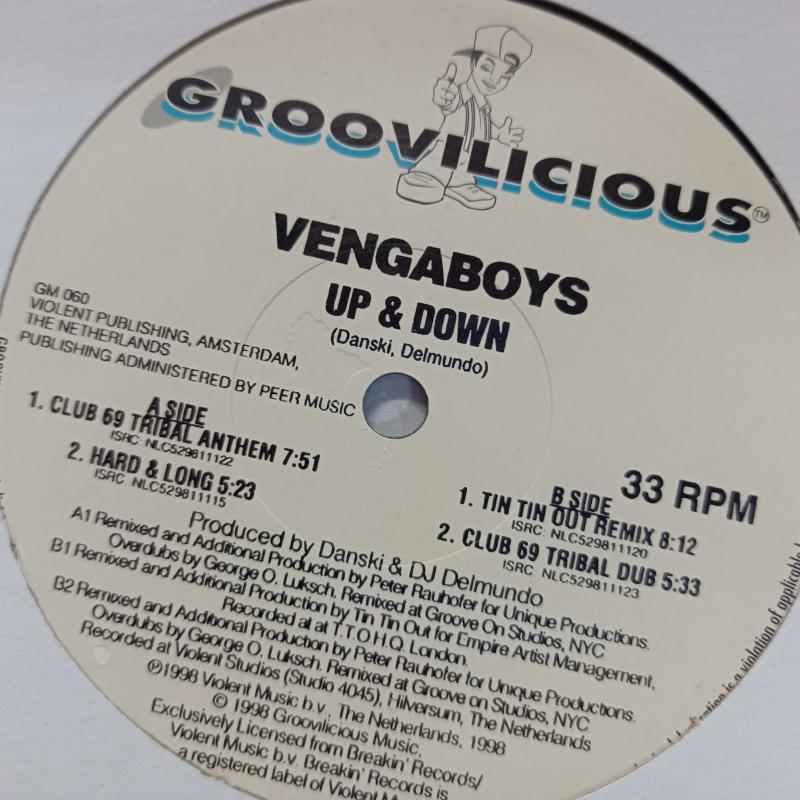 GROOVILICIOUS™
VENGABOYS
UP & DOWN
(Danski, Delmundo)
GM 060
VIOLENT PUBLISHING, AMSTERDAM,
THE NETHERLANDS
PUBLISHING ADMINISTERED BY PEER MUSIC
A SIDE
1. CLUB 69 TRIBAL ANTHEM 7:51
ISRC NLC529811122
2. HARD & LONG 5:23
ISRC NLC529811115
33 RPM
B SIDE
1. TIN TIN OUT REMIX 8:12
ISRC NLC529811120
2. CLUB 69 TRIBAL DUB 5:33
ISRC NLC529811123
Produced by Danski & DJ Delmundo
A1 Remixed and Additional Production by Peter Rauhofer for Unique Productions.
Overdubs by George O. Luksch. Remixed at Groove On Studios, NYC
B1 Remixed and Additional Production by Tin Tin Out for Empire Artist Management,
Recorded at at T.T.O.H.Q. London.
B2 Remixed and Additional Production by Peter Rauhofer for Unique Productions.
Overdubs by George O. Luksch. Remixed at Groove on Studios, NYC
Recorded at Violent Studios (Studio 4045), Hilversum, The Netherlands
℗1998 Violent Music b.v., The Netherlands, 1998
© 1998 Groovilicious Music,
Exclusively Licensed from Breakin' Records/
Violent Music b.v. Breakin' Records is
a registered label of Violent
is a violation of applicable